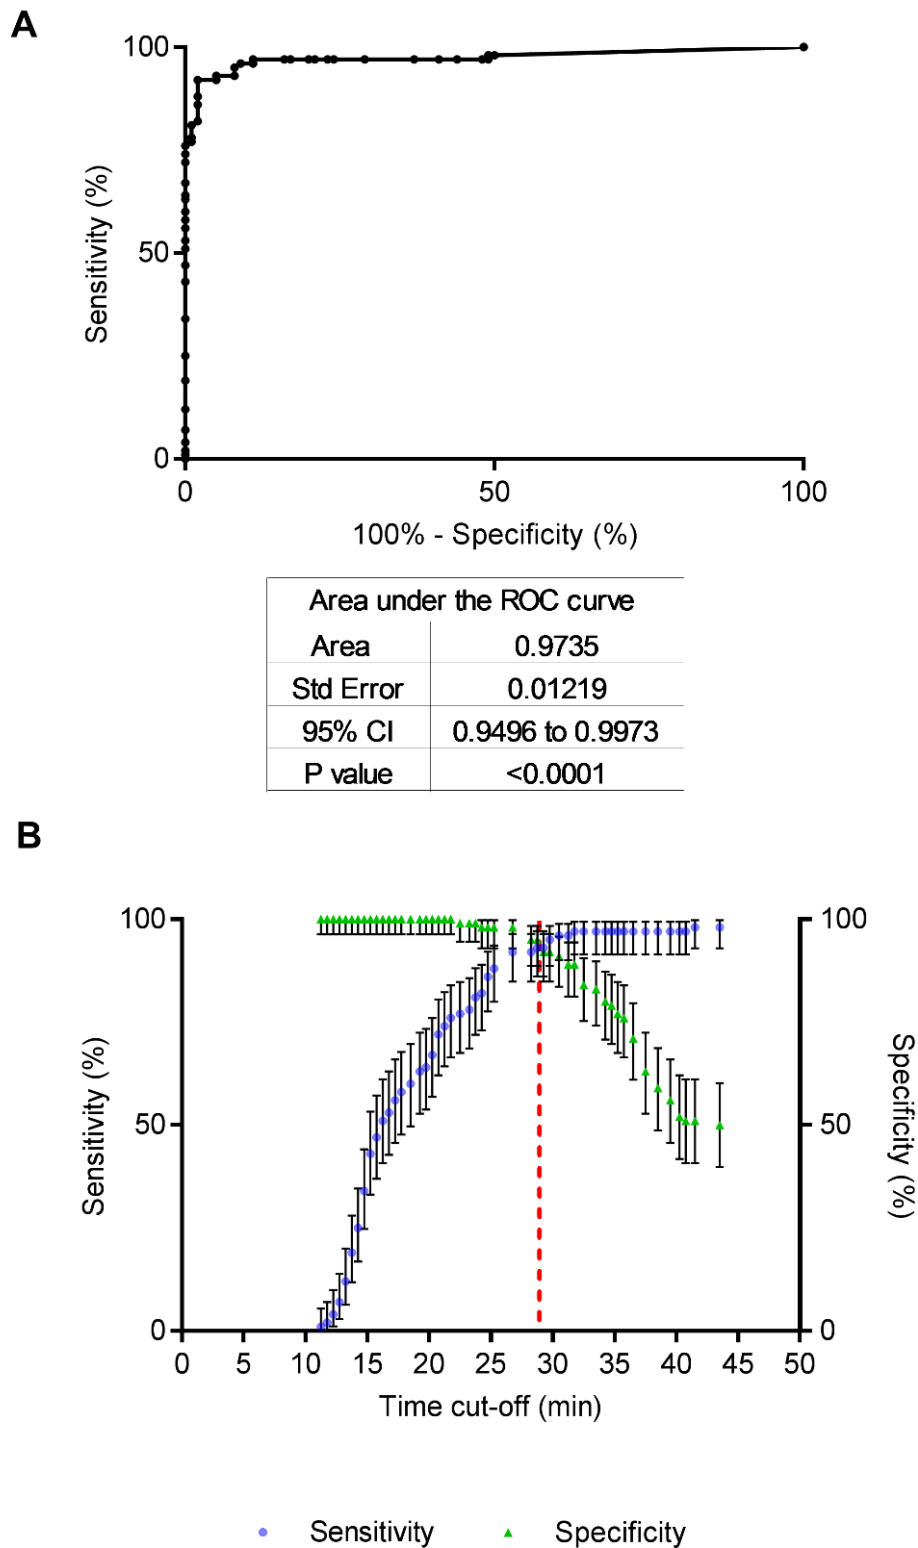 A
100
50
0
Sensitivity (%)
0 50 100
100% - Specificity (%)
Area under the ROC curve
Area 0.9735
Std Error 0.01219
95% CI 0.9496 to 0.9973
P value <0.0001
B
100 100
50 50
0 0
Sensitivity (%)
Specificity (%)
0 5 10 15 20 25 30 35 40 45 50
Time cut-off (min)
Sensitivity Specificity